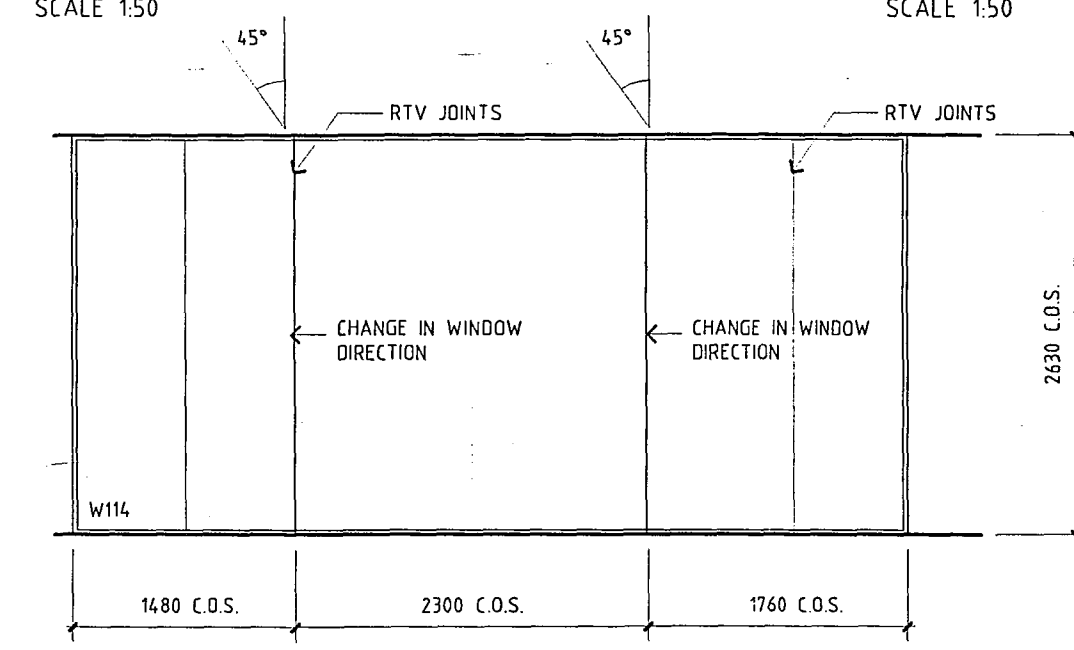 SCALE 1:50
SCALE 1:50
45°
45°
RTV JOINTS
RTV JOINTS
CHANGE IN WINDOW
DIRECTION
CHANGE IN WINDOW
DIRECTION
2630 C.O.S.
W114
1480 C.O.S.
2300 C.O.S.
1760 C.O.S.